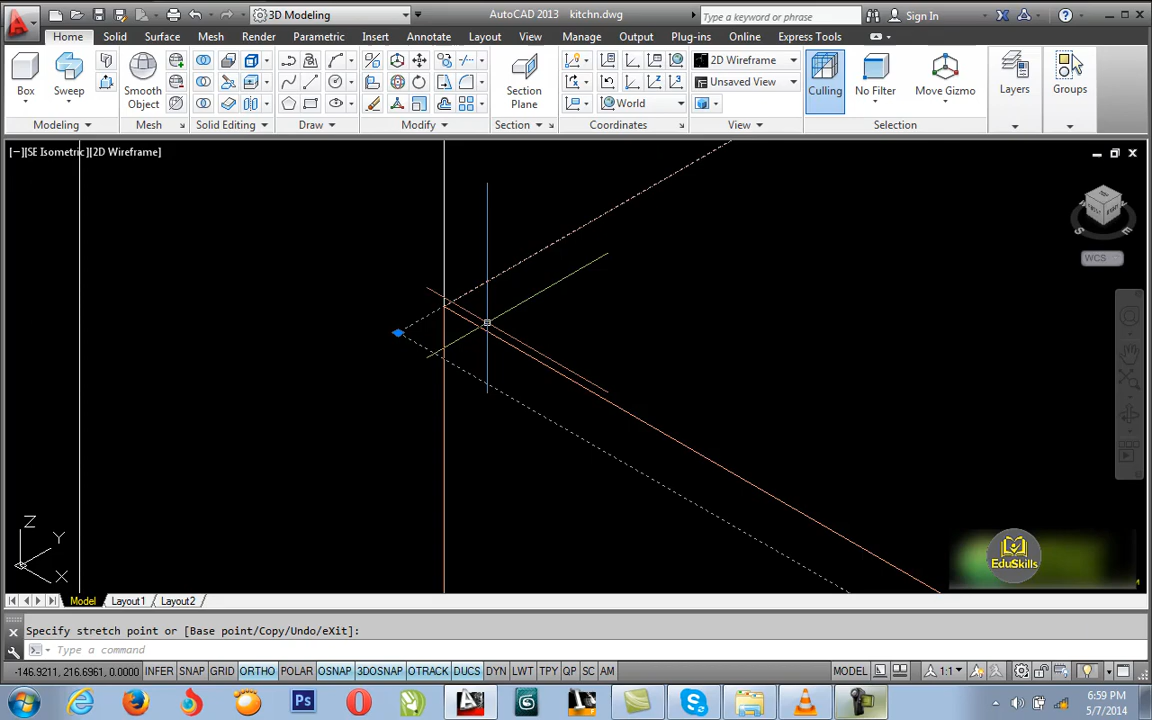 3D Modeling
AutoCAD 2013 kitchn.dwg
Type a keyword or phrase
Sign In
Home Solid Surface Mesh Render Parametric Insert Annotate Layout View Manage Output Plug-ins Online Express Tools
Box
Sweep
Smooth Object
Section Plane
2D Wireframe
Unsaved View
World
Culling
No Filter
Move Gizmo
Layers
Groups
Modeling Mesh Solid Editing Draw Modify Section Coordinates View Selection
[−][SE Isometric][2D Wireframe]
TOP
FRONT
S
E
WCS
Z
Y
X
EduSkills
Model Layout1 Layout2
Specify stretch point or [Base point/Copy/Undo/eXit]:
Type a command
-146.9211, 216.6961, 0.0000 INFER SNAP GRID ORTHO POLAR OSNAP 3DOSNAP OTRACK DUCS DYN LWT TPY QP SC AM MODEL 1:1
Ps
6:59 PM
5/7/2014